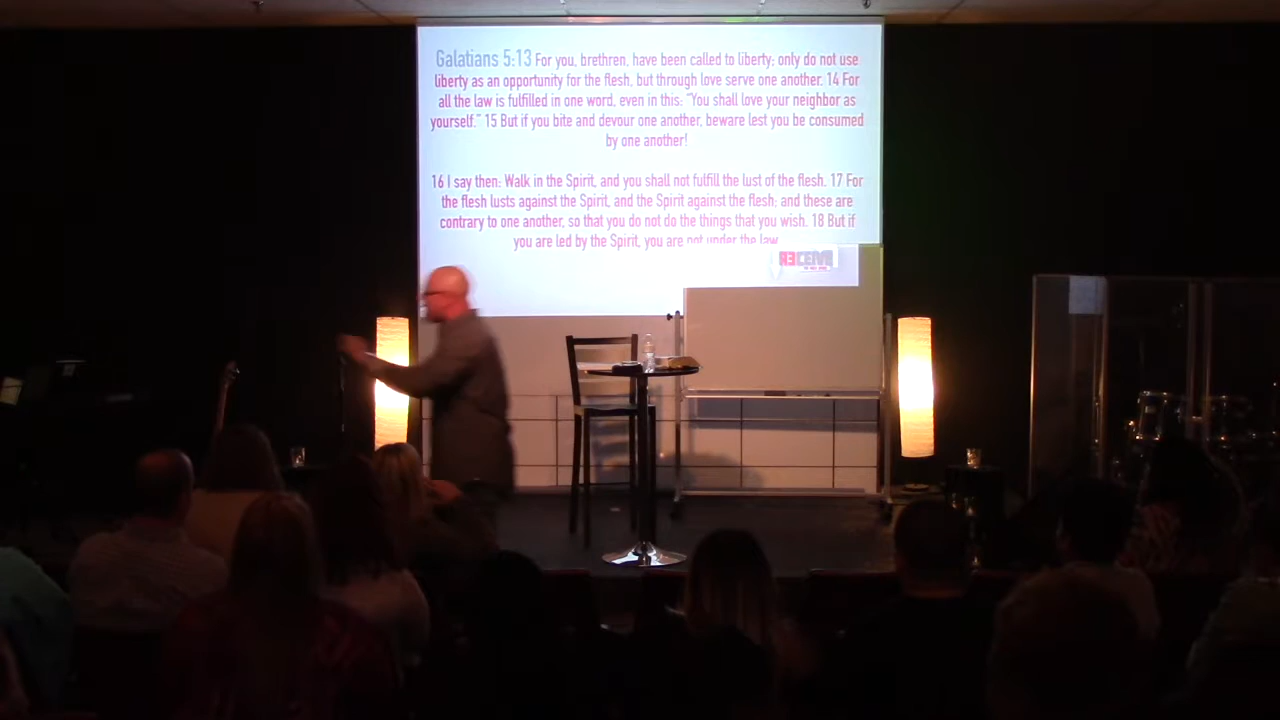 Galatians 5:13 For you, brethren, have been called to liberty; only do not use
liberty as an opportunity for the flesh, but through love serve one another. 14 For
all the law is fulfilled in one word, even in this: "You shall love your neighbor as
yourself." 15 But if you bite and devour one another, beware lest you be consumed
by one another!
16 I say then: Walk in the Spirit, and you shall not fulfill the lust of the flesh. 17 For
the flesh lusts against the Spirit, and the Spirit against the flesh; and these are
contrary to one another, so that you do not do the things that you wish. 18 But if
you are led by the Spirit, you are not under the law.